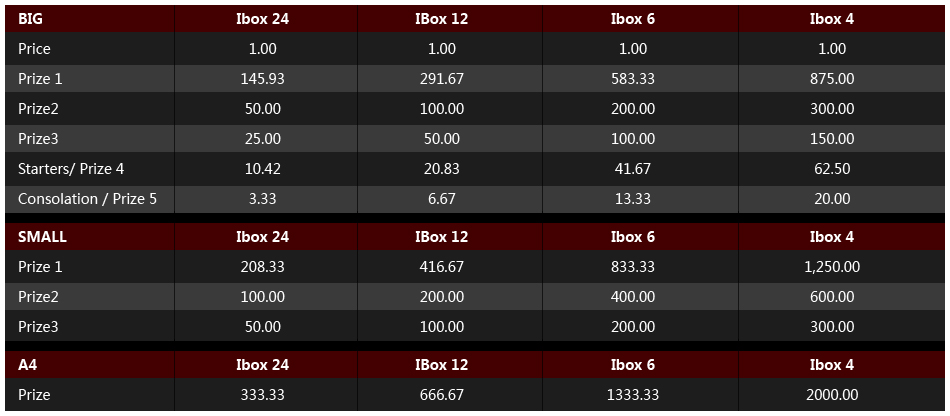 BIG Ibox 24 IBox 12 Ibox 6 Ibox 4
Price 1.00 1.00 1.00 1.00
Prize 1 145.93 291.67 583.33 875.00
Prize2 50.00 100.00 200.00 300.00
Prize3 25.00 50.00 100.00 150.00
Starters/ Prize 4 10.42 20.83 41.67 62.50
Consolation / Prize 5 3.33 6.67 13.33 20.00
SMALL Ibox 24 IBox 12 Ibox 6 Ibox 4
Prize 1 208.33 416.67 833.33 1,250.00
Prize2 100.00 200.00 400.00 600.00
Prize3 50.00 100.00 200.00 300.00
A4 Ibox 24 IBox 12 Ibox 6 Ibox 4
Prize 333.33 666.67 1333.33 2000.00